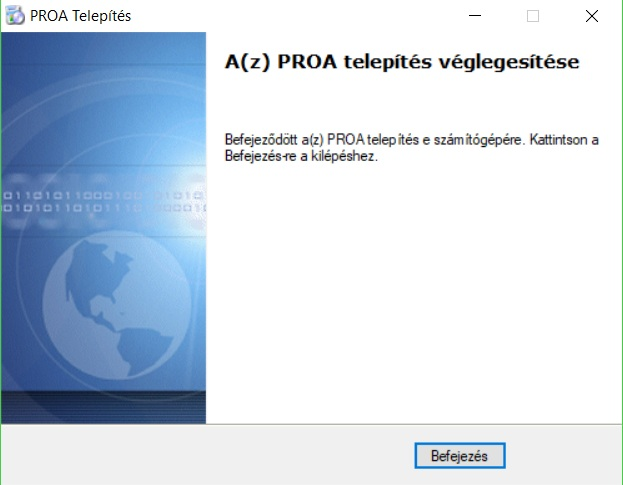 PROA Telepítés
A(z) PROA telepítés véglegesítése
Befejeződött a(z) PROA telepítés e számítógépére. Kattintson a
Befejezés-re a kilépéshez.
Befejezés